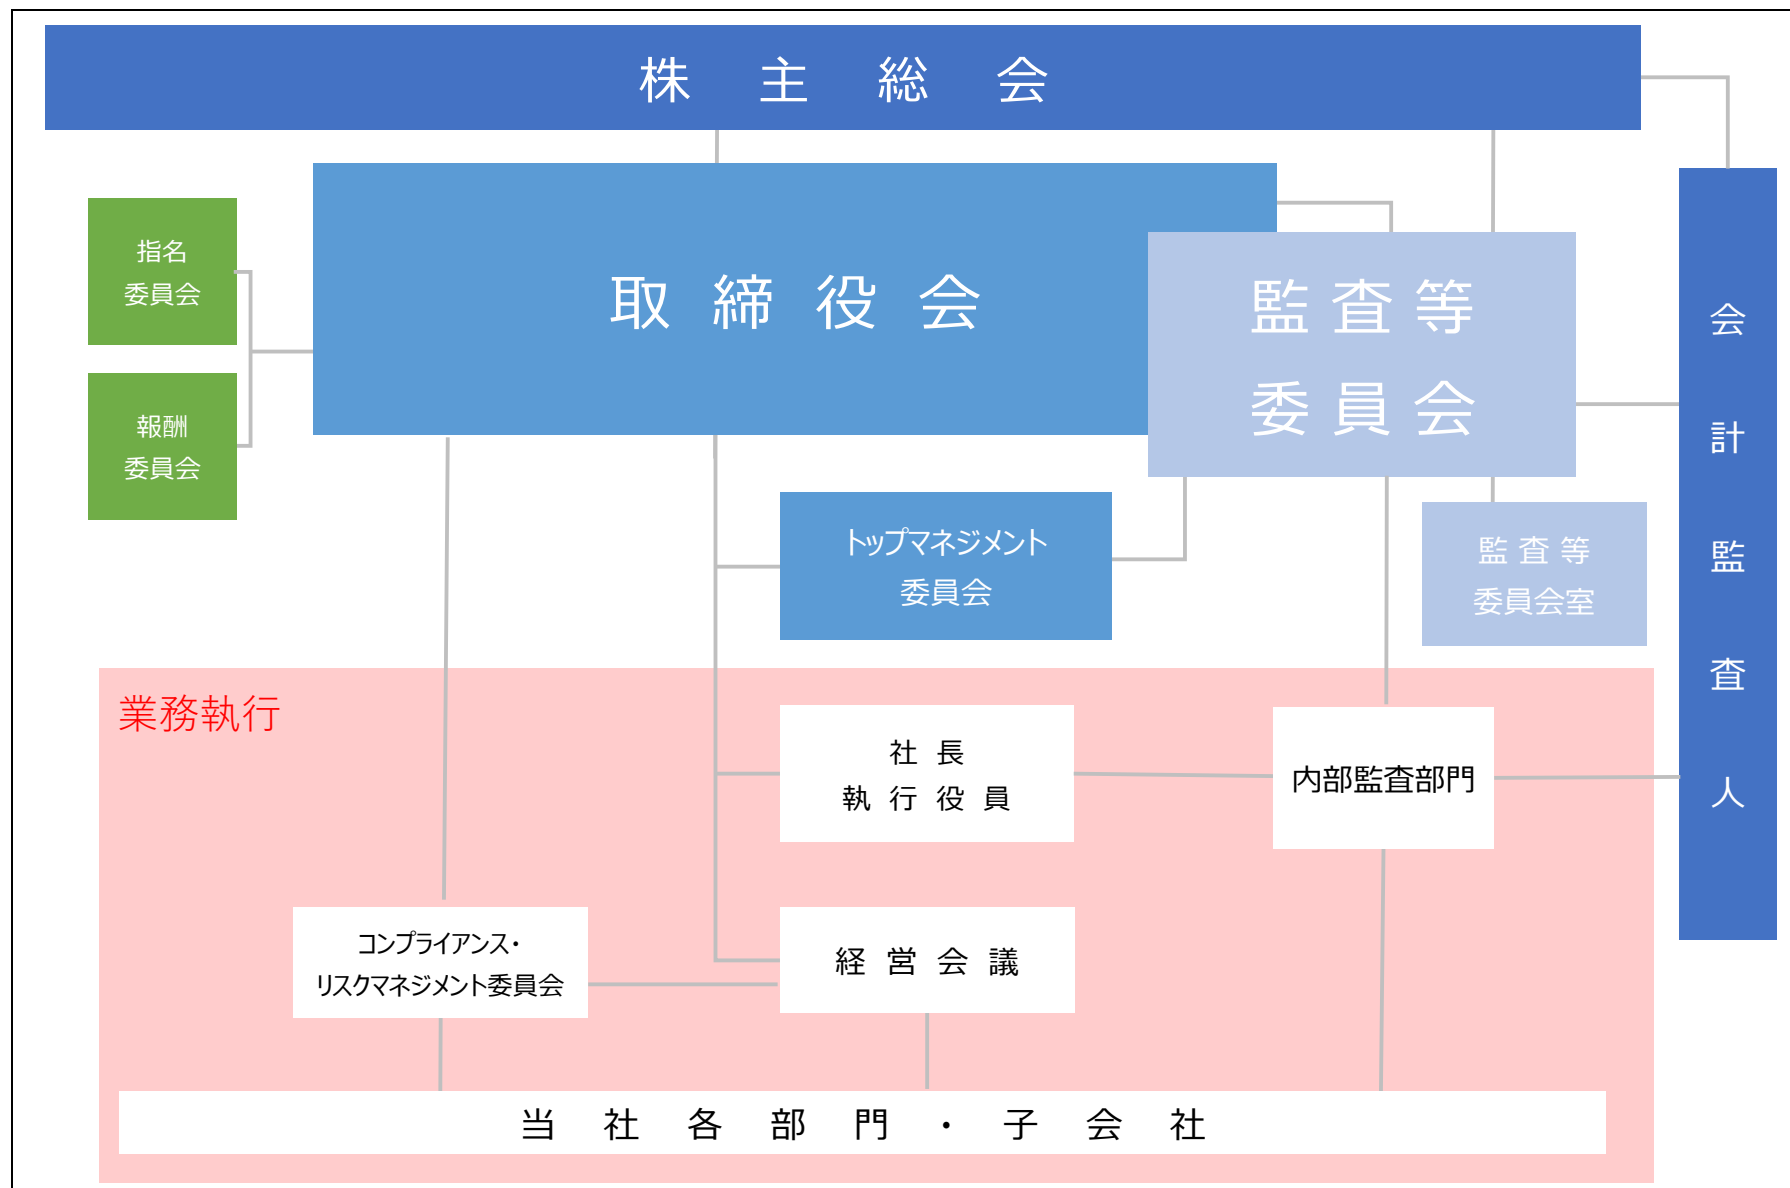 株主総会
指名
委員会
報酬
委員会
取締役会
監査等
委員会
会計監査人
トップマネジメント
委員会
監査等
委員会室
業務執行
社長
執行役員
内部監査部門
コンプライアンス・
リスクマネジメント委員会
経営会議
当社各部門・子会社